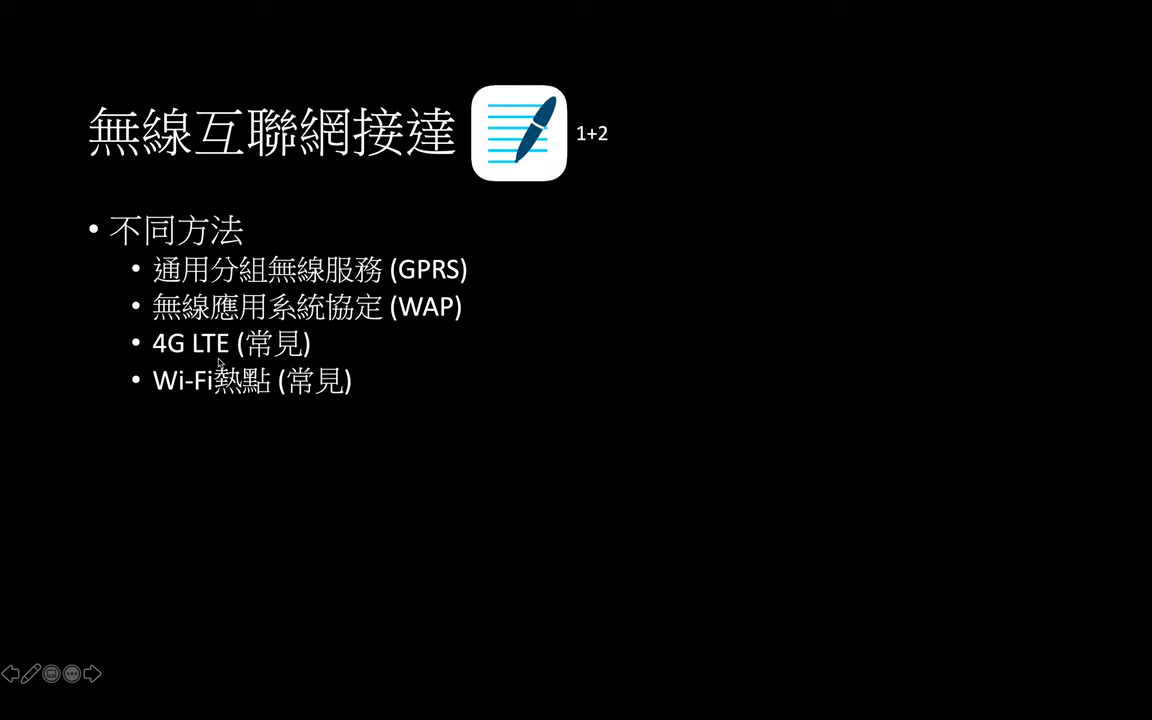 無線互聯網接達 1+2
• 不同方法
• 通用分組無線服務 (GPRS)
• 無線應用系統協定 (WAP)
• 4G LTE (常見)
• Wi-Fi熱點 (常見)